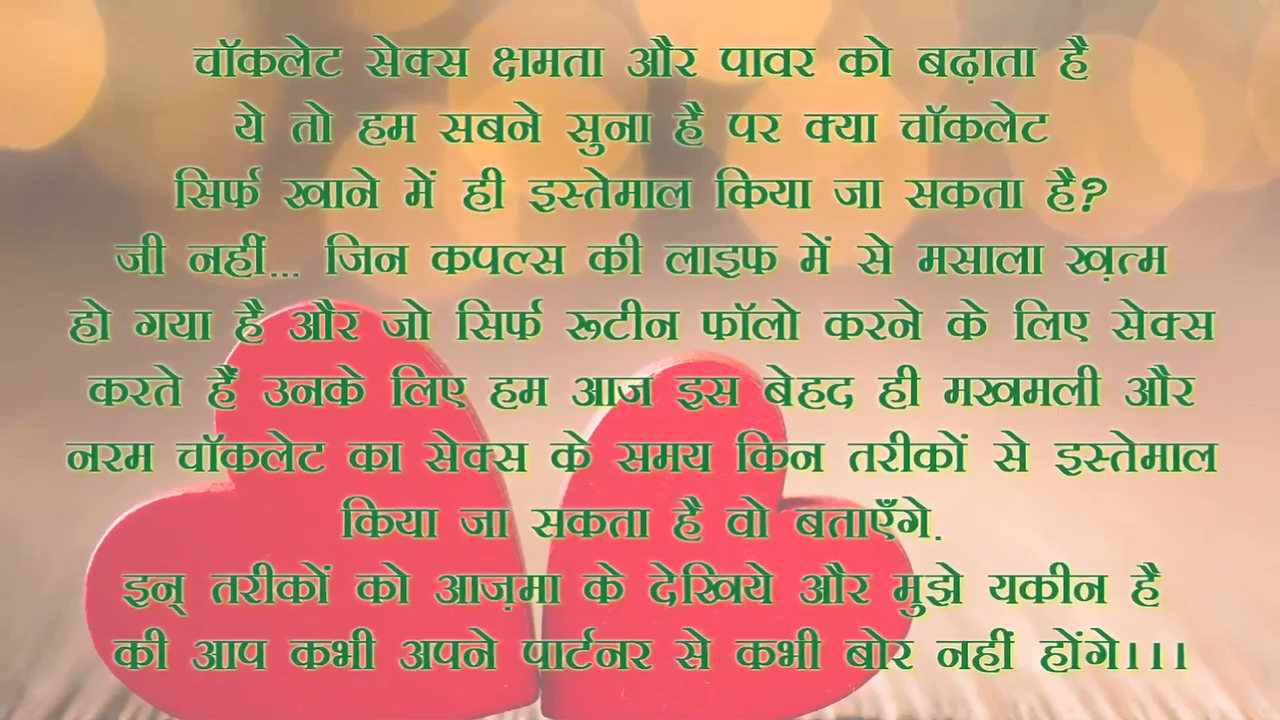 चॉकलेट सेक्स क्षमता और पावर को बढ़ाता है
ये तो हम सबने सुना है पर क्या चॉकलेट
सिर्फ खाने में ही इस्तेमाल किया जा सकता है?
जी नहीं... जिन कपल्स की लाइफ में से मसाला ख़त्म
हो गया है और जो सिर्फ रूटीन फॉलो करने के लिए सेक्स
करते हैं उनके लिए हम आज इस बेहद ही मखमली और
नरम चॉकलेट का सेक्स के समय किन तरीकों से इस्तेमाल
किया जा सकता है वो बताएँगे.
इन् तरीकों को आज़मा के देखिये और मुझे यकीन है
की आप कभी अपने पार्टनर से कभी बोर नहीं होंगे।।।